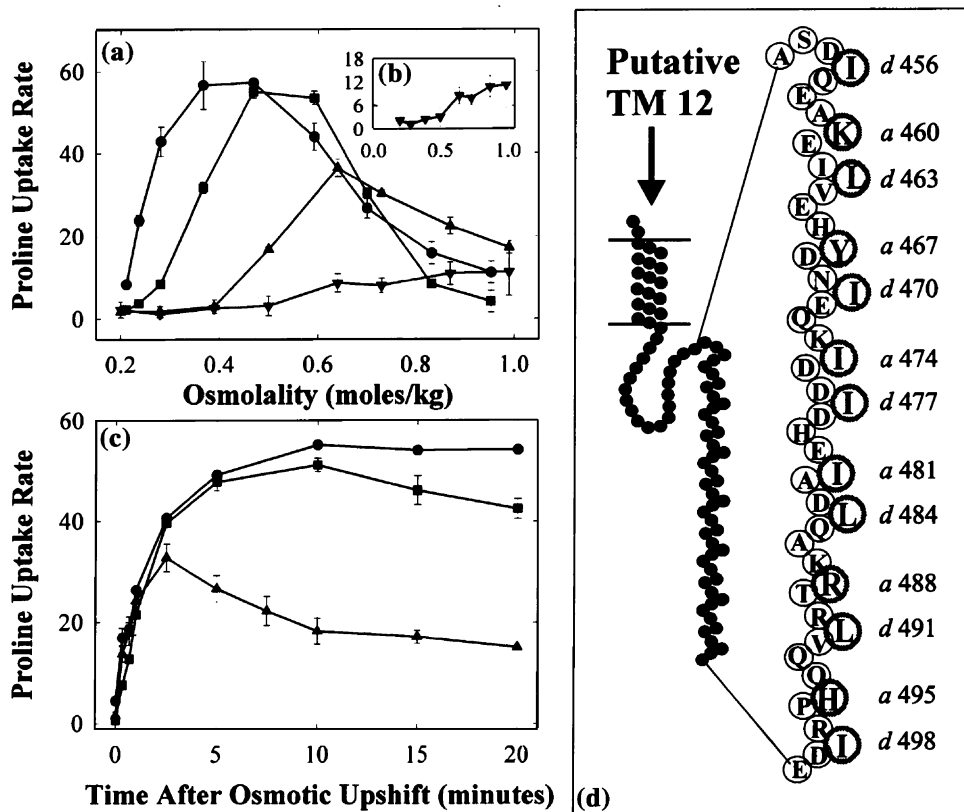 (a)
Proline Uptake Rate
60
40
20
0
0.2 0.4 0.6 0.8 1.0
Osmolality (moles/kg)
(b)
18
12
6
0
0.0 0.5 1.0
(c)
Proline Uptake Rate
60
40
20
0
0 5 10 15 20
Time After Osmotic Upshift (minutes)
(d)
Putative
TM 12
A
S
D
I d 456
Q
E
A
K a 460
E
I
L d 463
V
E
H
Y a 467
D
N
I d 470
E
Q
K
I a 474
D
D
I d 477
D
H
E
I a 481
A
D
L d 484
Q
A
K
R a 488
T
R
L d 491
V
Q
Q
H a 495
P
R
I d 498
D
E